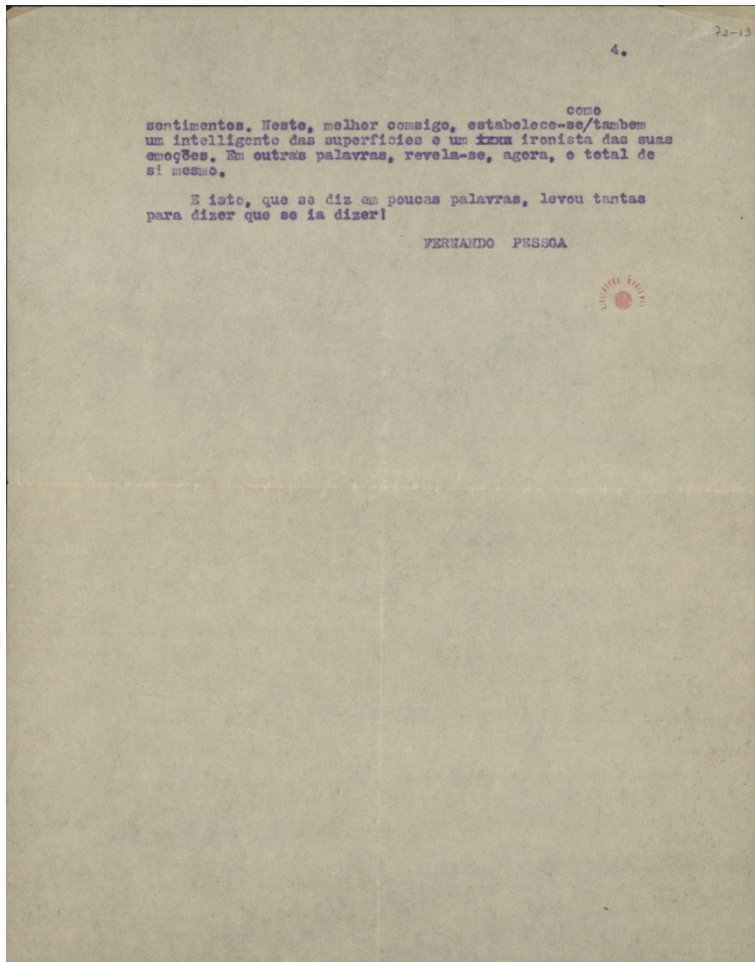 72-13
4.
como
sentimentos. Neste, melhor comsigo, estabelece-se/tambem
um intelligente das superficies e um ironista das suas
emoções. Em outras palavras, revela-se, agora, o total de
si mesmo.
E isto, que se diz em poucas palavras, levou tantas
para dizer que se ia dizer!
FERNANDO PESSOA
BIBLIOTHECA NACIONAL